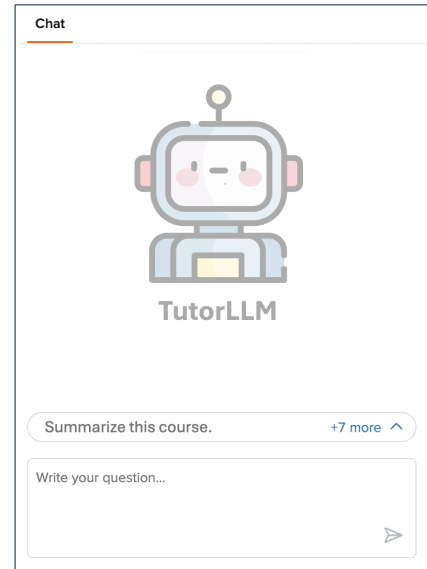 Chat
TutorLLM
Summarize this course. +7 more
Write your question...